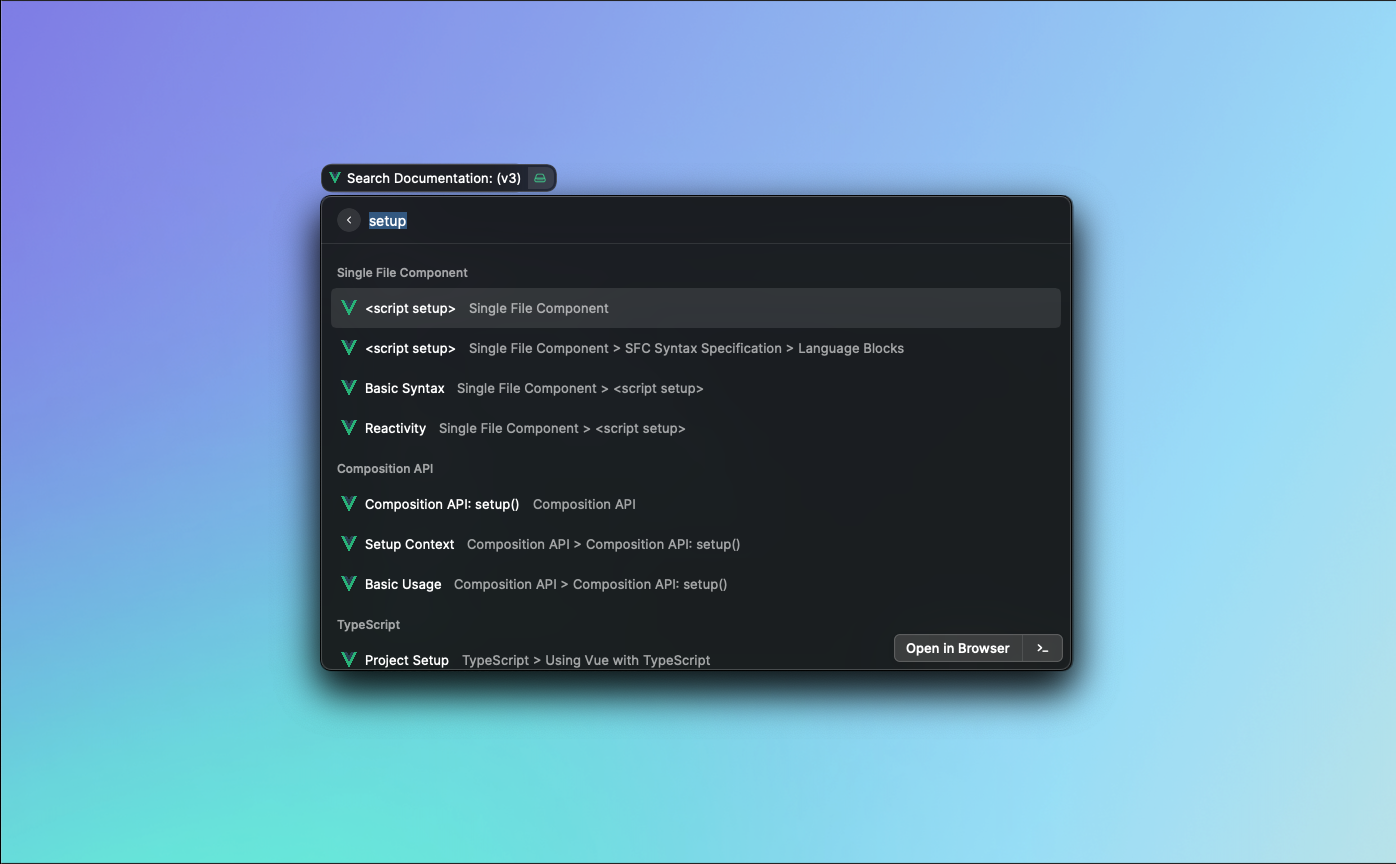 Search Documentation: (v3)
setup
Single File Component
<script setup> Single File Component
<script setup> Single File Component > SFC Syntax Specification > Language Blocks
Basic Syntax Single File Component > <script setup>
Reactivity Single File Component > <script setup>
Composition API
Composition API: setup() Composition API
Setup Context Composition API > Composition API: setup()
Basic Usage Composition API > Composition API: setup()
TypeScript
Project Setup TypeScript > Using Vue with TypeScript
Open in Browser >_